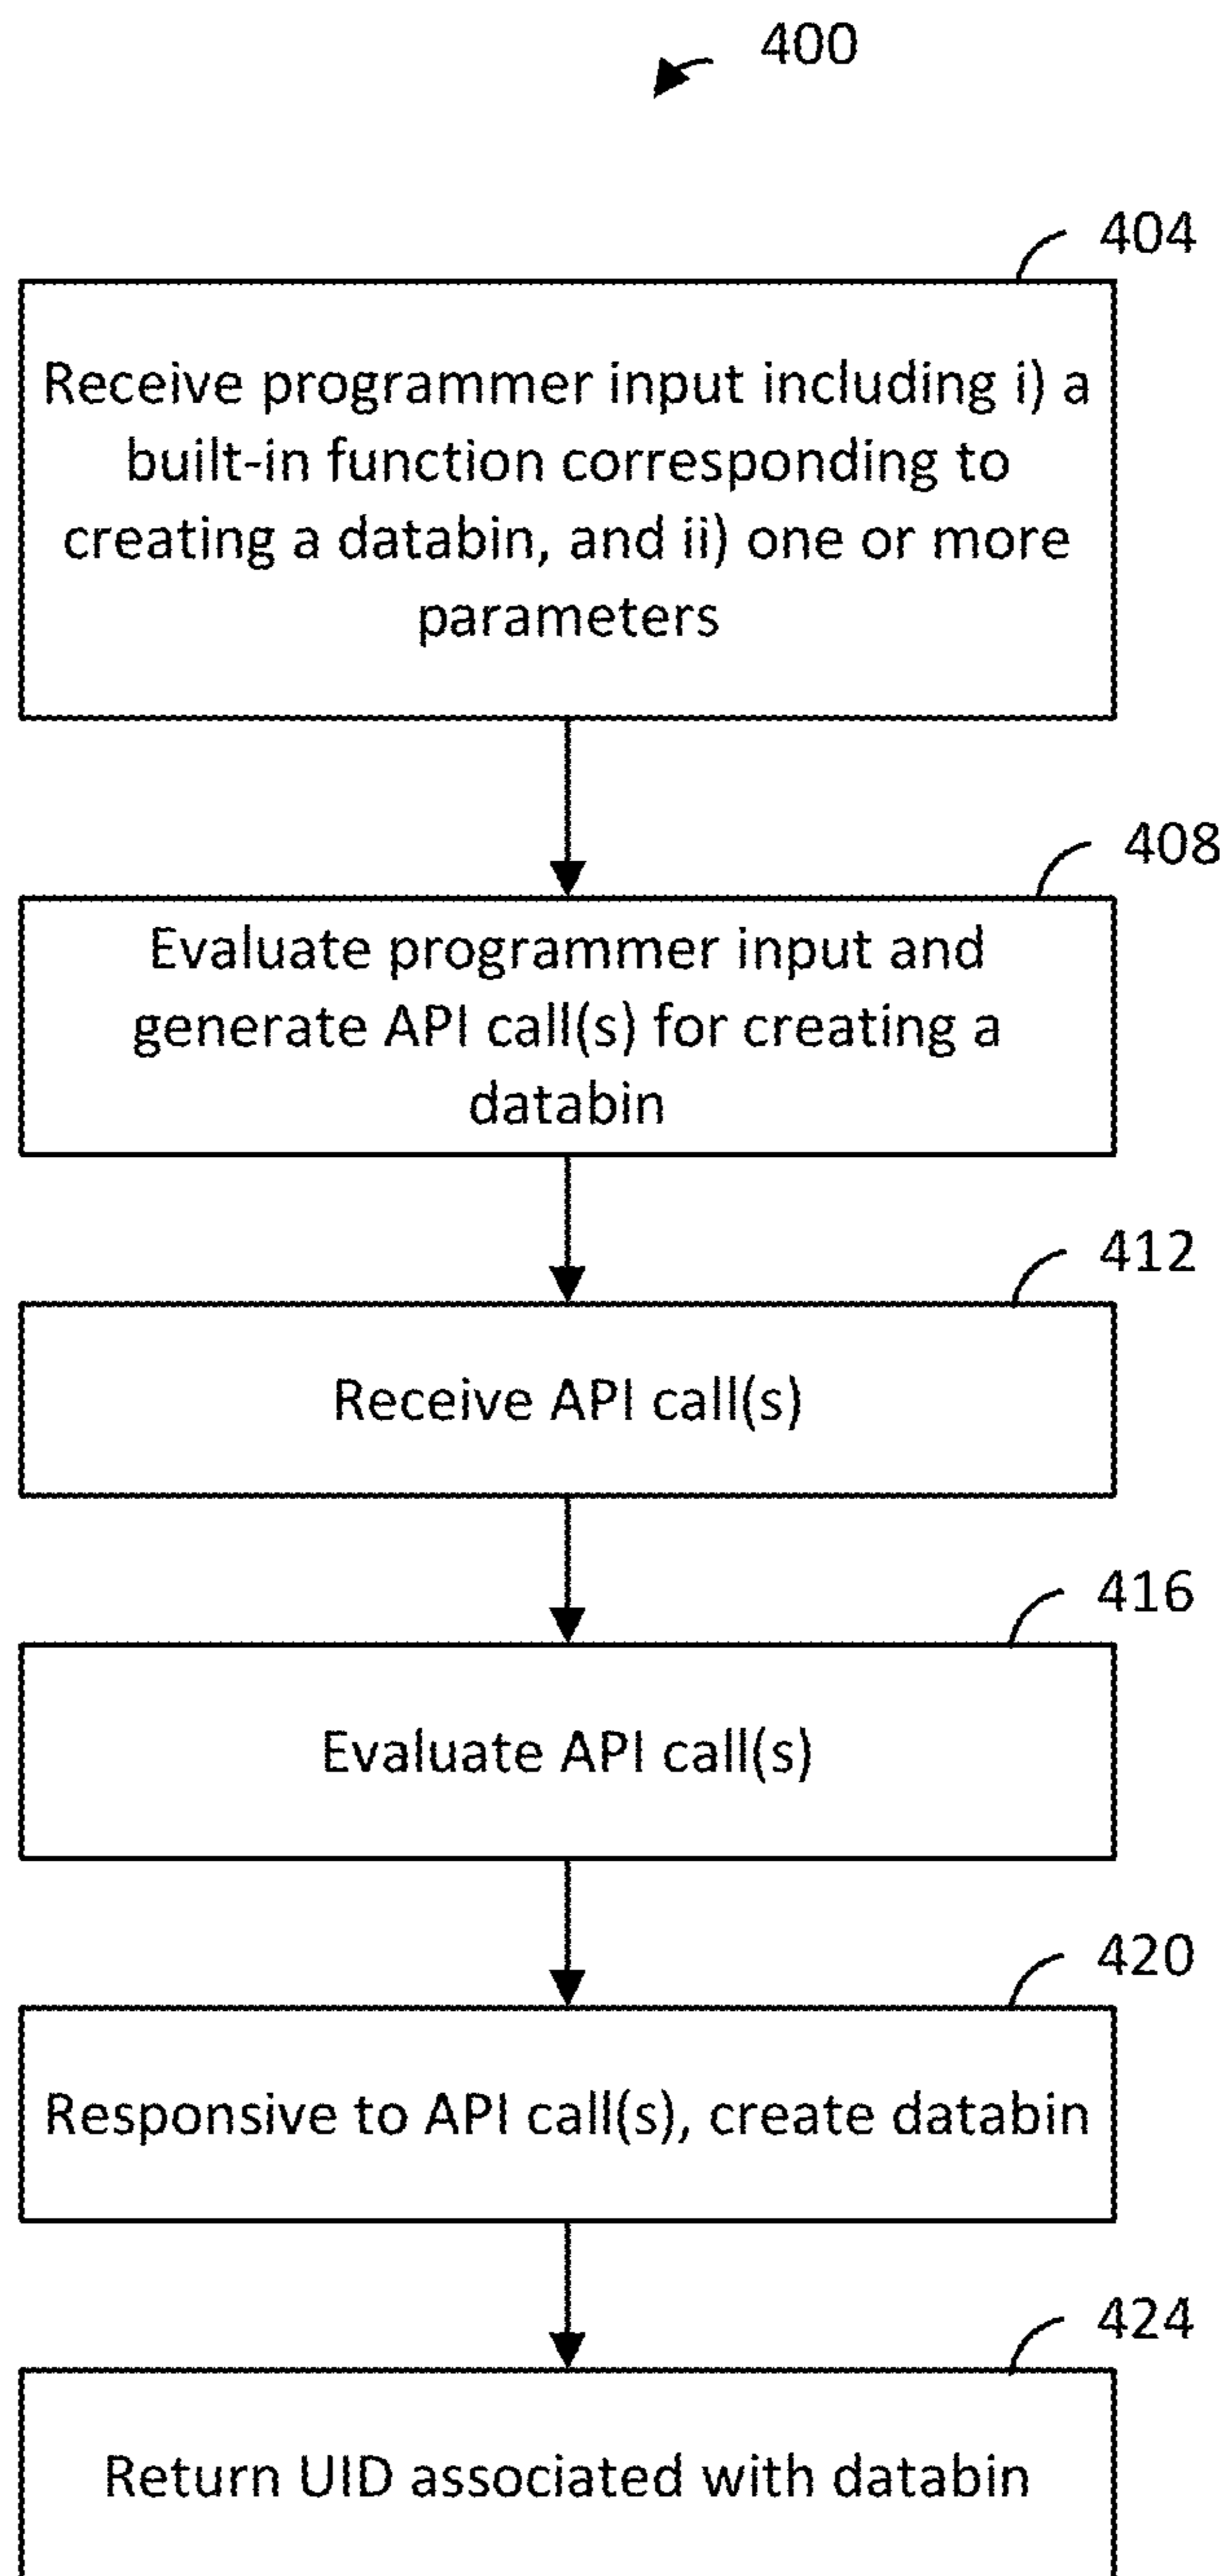 400
404
Receive programmer input including i) a
built-in function corresponding to
creating a databin, and ii) one or more
parameters
408
Evaluate programmer input and
generate API call(s) for creating a
databin
412
Receive API call(s)
416
Evaluate API call(s)
420
Responsive to API call(s), create databin
424
Return UID associated with databin